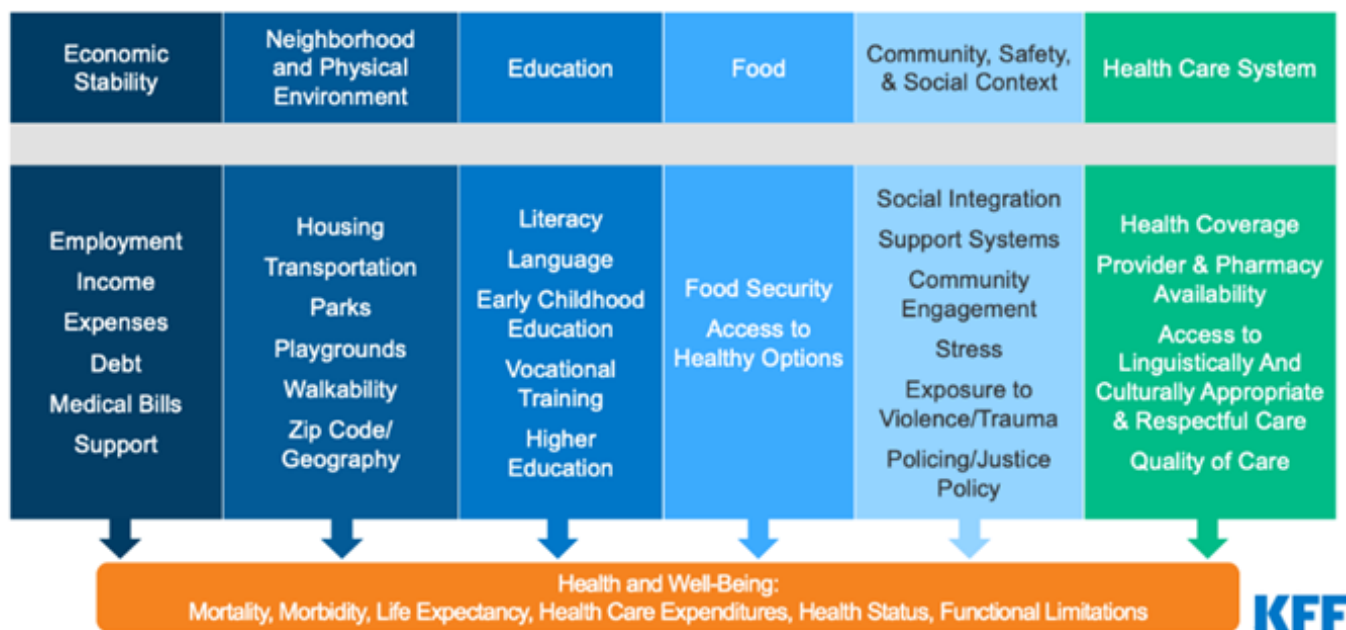 Economic
Stability
Neighborhood
and Physical
Environment
Education
Food
Community, Safety,
& Social Context
Health Care System
Employment
Income
Expenses
Debt
Medical Bills
Support
Housing
Transportation
Parks
Playgrounds
Walkability
Zip Code/
Geography
Literacy
Language
Early Childhood
Education
Vocational
Training
Higher
Education
Food Security
Access to
Healthy Options
Social Integration
Support Systems
Community
Engagement
Stress
Exposure to
Violence/Trauma
Policing/Justice
Policy
Health Coverage
Provider & Pharmacy
Availability
Access to
Linguistically And
Culturally Appropriate
& Respectful Care
Quality of Care
Health and Well-Being:
Mortality, Morbidity, Life Expectancy, Health Care Expenditures, Health Status, Functional Limitations
KFF